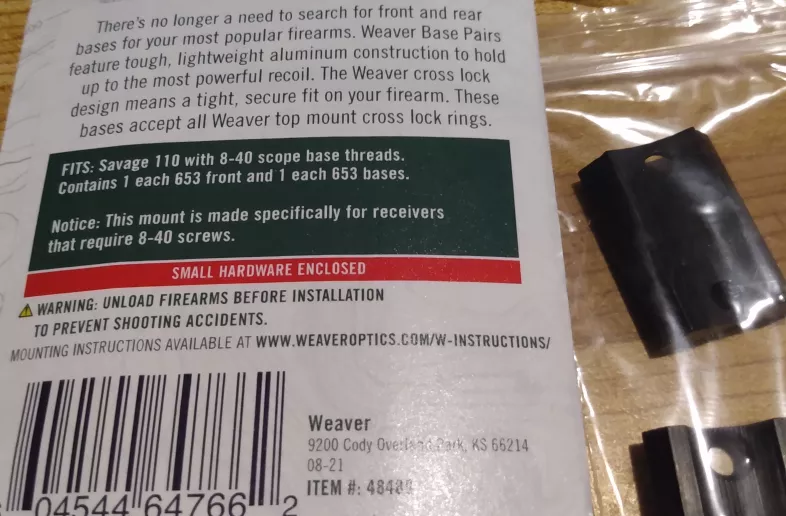 There's no longer a need to search for front and rear
bases for your most popular firearms. Weaver Base Pairs
feature tough, lightweight aluminum construction to hold
up to the most powerful recoil. The Weaver cross lock
design means a tight, secure fit on your firearm. These
bases accept all Weaver top mount cross lock rings.
FITS: Savage 110 with 8-40 scope base threads.
Contains 1 each 653 front and 1 each 653 bases.
Notice: This mount is made specifically for receivers
that require 8-40 screws.
SMALL HARDWARE ENCLOSED
WARNING: UNLOAD FIREARMS BEFORE INSTALLATION
TO PREVENT SHOOTING ACCIDENTS.
MOUNTING INSTRUCTIONS AVAILABLE AT WWW.WEAVEROPTICS.COM/W-INSTRUCTIONS/
Weaver
9200 Cody Overland Park, KS 66214
08-21
ITEM #:
04544 64766 2